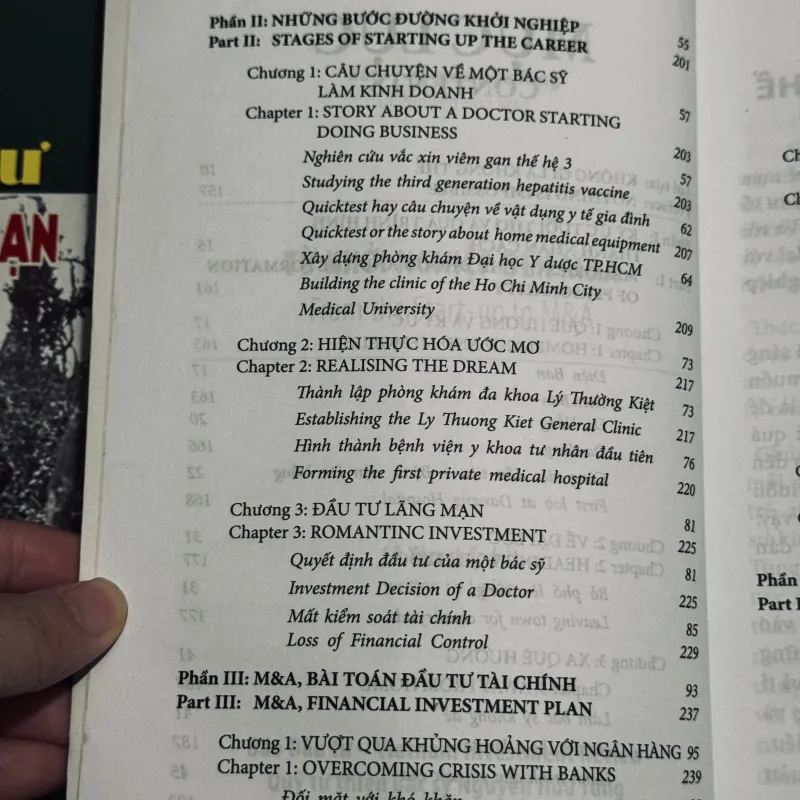 Ư
ẠN
Phần II: NHỮNG BƯỚC ĐƯỜNG KHỞI NGHIỆP 55
Part II: STAGES OF STARTING UP THE CAREER 201
Chương 1: CÂU CHUYỆN VỀ MỘT BÁC SỸ
LÀM KINH DOANH 57
Chapter 1: STORY ABOUT A DOCTOR STARTING
DOING BUSINESS 203
Nghiên cứu vắc xin viêm gan thế hệ 3 57
Studying the third generation hepatitis vaccine 203
Quicktest hay câu chuyện về vật dụng y tế gia đình 62
Quicktest or the story about home medical equipment 207
Xây dựng phòng khám Đại học Y dược TP.HCM 64
Building the clinic of the Ho Chi Minh City
Medical University 209
Chương 2: HIỆN THỰC HÓA ƯỚC MƠ 73
Chapter 2: REALISING THE DREAM 217
Thành lập phòng khám đa khoa Lý Thường Kiệt 73
Establishing the Ly Thuong Kiet General Clinic 217
Hình thành bệnh viện y khoa tư nhân đầu tiên 76
Forming the first private medical hospital 220
Chương 3: ĐẦU TƯ LÃNG MẠN 81
Chapter 3: ROMANTINC INVESTMENT 225
Quyết định đầu tư của một bác sỹ 81
Investment Decision of a Doctor 225
Mất kiểm soát tài chính 85
Loss of Financial Control 229
Phần III: M&A, BÀI TOÁN ĐẦU TƯ TÀI CHÍNH 93
Part III: M&A, FINANCIAL INVESTMENT PLAN 237
Chương 1: VƯỢT QUA KHỦNG HOẢNG VỚI NGÂN HÀNG 95
Chapter 1: OVERCOMING CRISIS WITH BANKS 239
Đối mặt với khó khăn
Ch
Ch
Phần
Part I